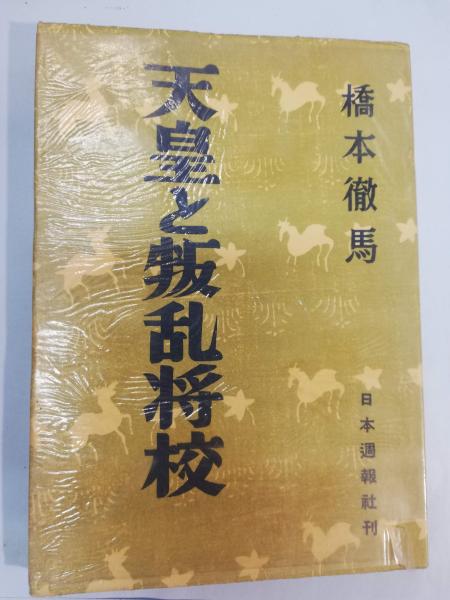 橋本徹馬
天皇と叛乱将校
日本週報社刊